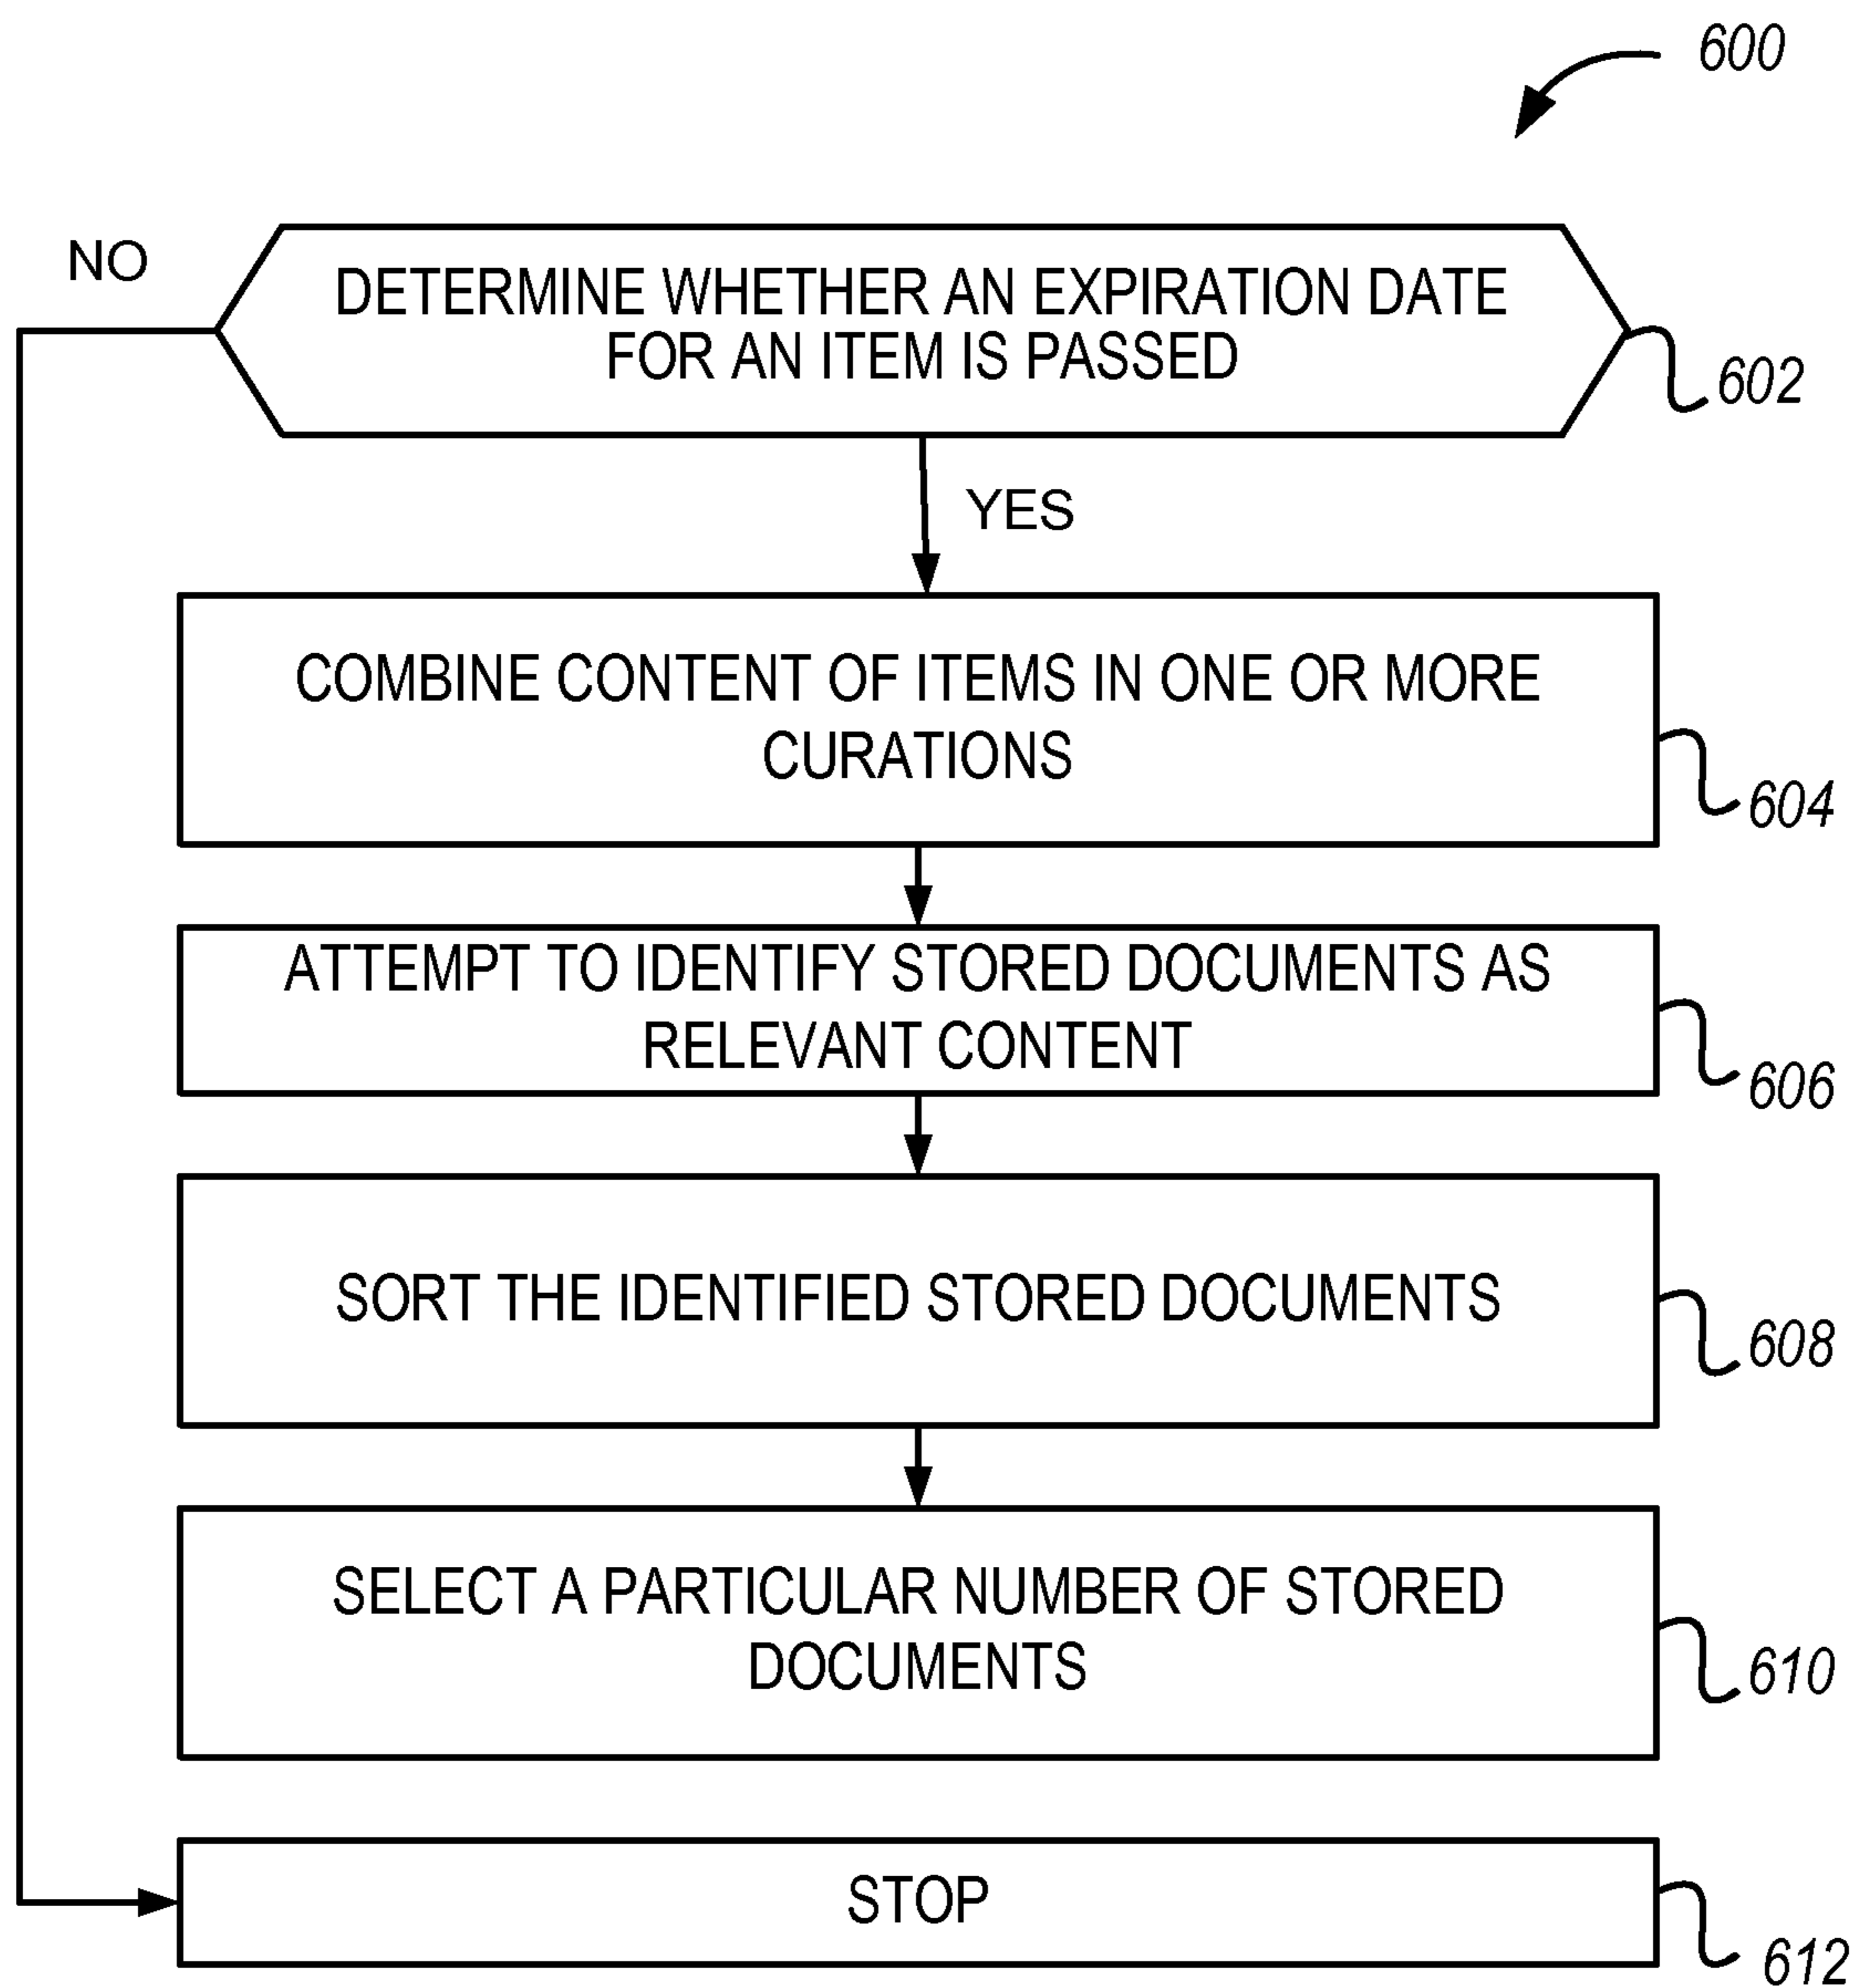 600
NO
DETERMINE WHETHER AN EXPIRATION DATE
FOR AN ITEM IS PASSED
602
YES
COMBINE CONTENT OF ITEMS IN ONE OR MORE
CURATIONS
604
ATTEMPT TO IDENTIFY STORED DOCUMENTS AS
RELEVANT CONTENT
606
SORT THE IDENTIFIED STORED DOCUMENTS
608
SELECT A PARTICULAR NUMBER OF STORED
DOCUMENTS
610
STOP
612